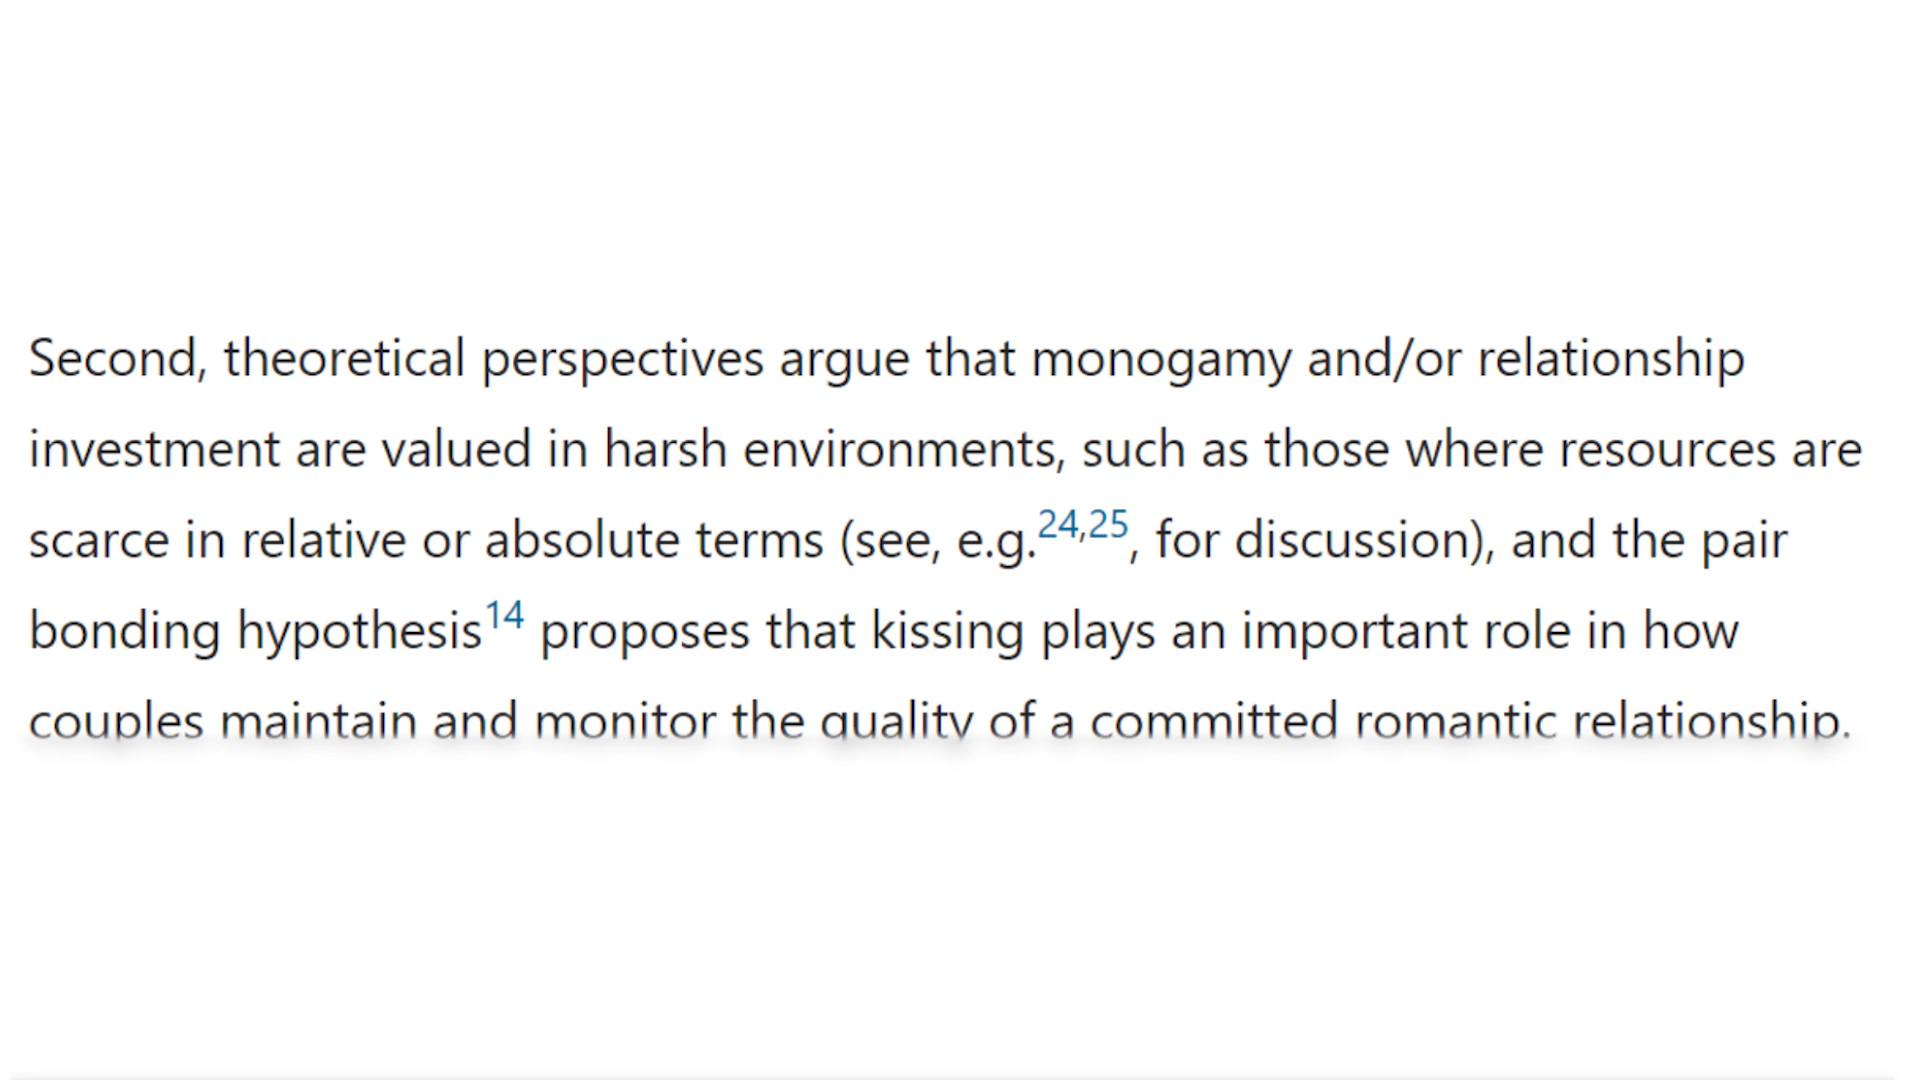 Second, theoretical perspectives argue that monogamy and/or relationship
investment are valued in harsh environments, such as those where resources are
scarce in relative or absolute terms (see, e.g.24,25, for discussion), and the pair
bonding hypothesis14 proposes that kissing plays an important role in how
couples maintain and monitor the quality of a committed romantic relationship.